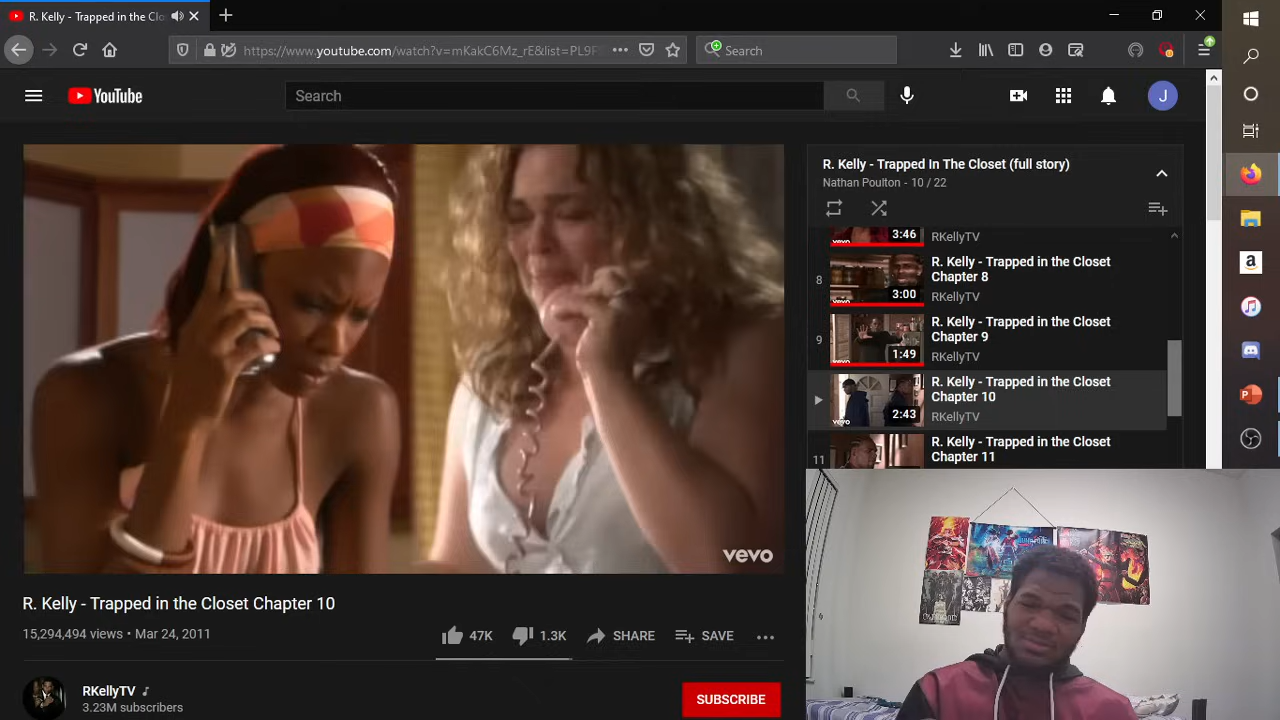 R. Kelly - Trapped in the Clo
https://www.youtube.com/watch?v=mKakC6Mz_rE&list=PL9F
Search
YouTube
Search
J
vevo
R. Kelly - Trapped In The Closet (full story)
Nathan Poulton - 10 / 22
3:46
RKellyTV
8
3:00
R. Kelly - Trapped in the Closet
Chapter 8
RKellyTV
9
1:49
R. Kelly - Trapped in the Closet
Chapter 9
RKellyTV
2:43
R. Kelly - Trapped in the Closet
Chapter 10
RKellyTV
11
R. Kelly - Trapped in the Closet
Chapter 11
R. Kelly - Trapped in the Closet Chapter 10
15,294,494 views • Mar 24, 2011
47K
1.3K
SHARE
SAVE
RKellyTV
3.23M subscribers
SUBSCRIBE